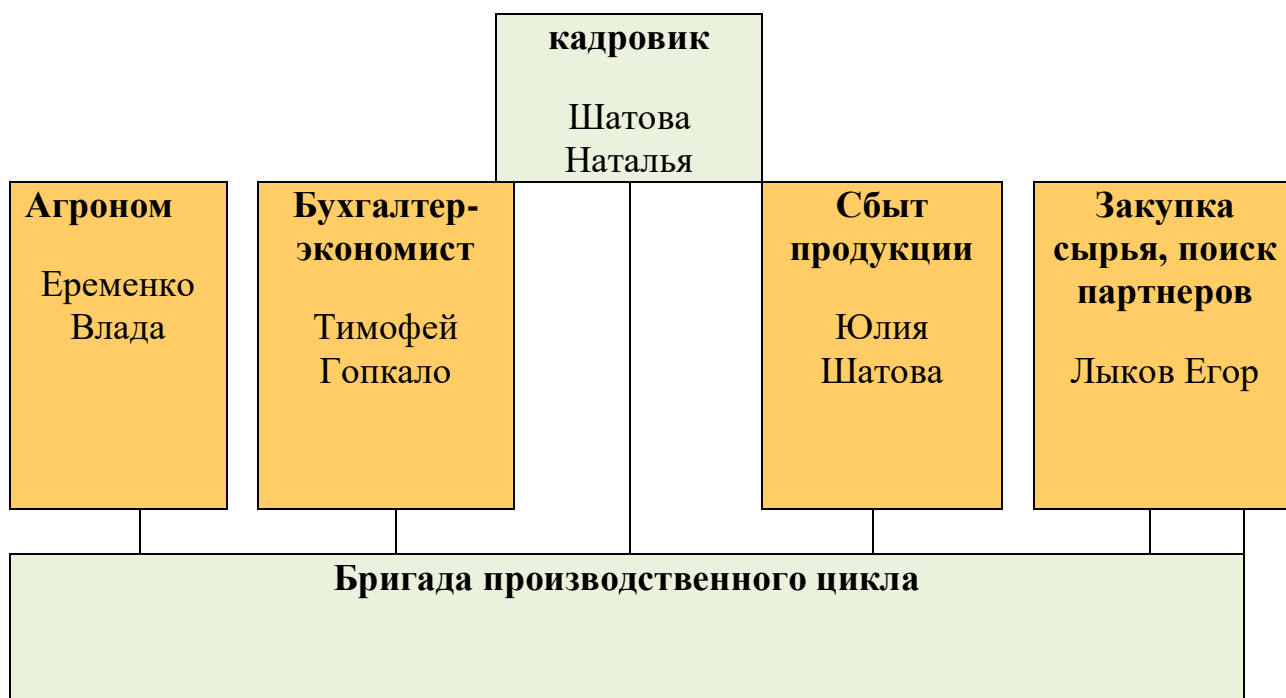 кадровик
Шатова
Наталья
Агроном
Еременко
Влада
Бухгалтер-
экономист
Тимофей
Гопкало
Сбыт
продукции
Юлия
Шатова
Закупка
сырья, поиск
партнеров
Лыков Егор
Бригада производственного цикла